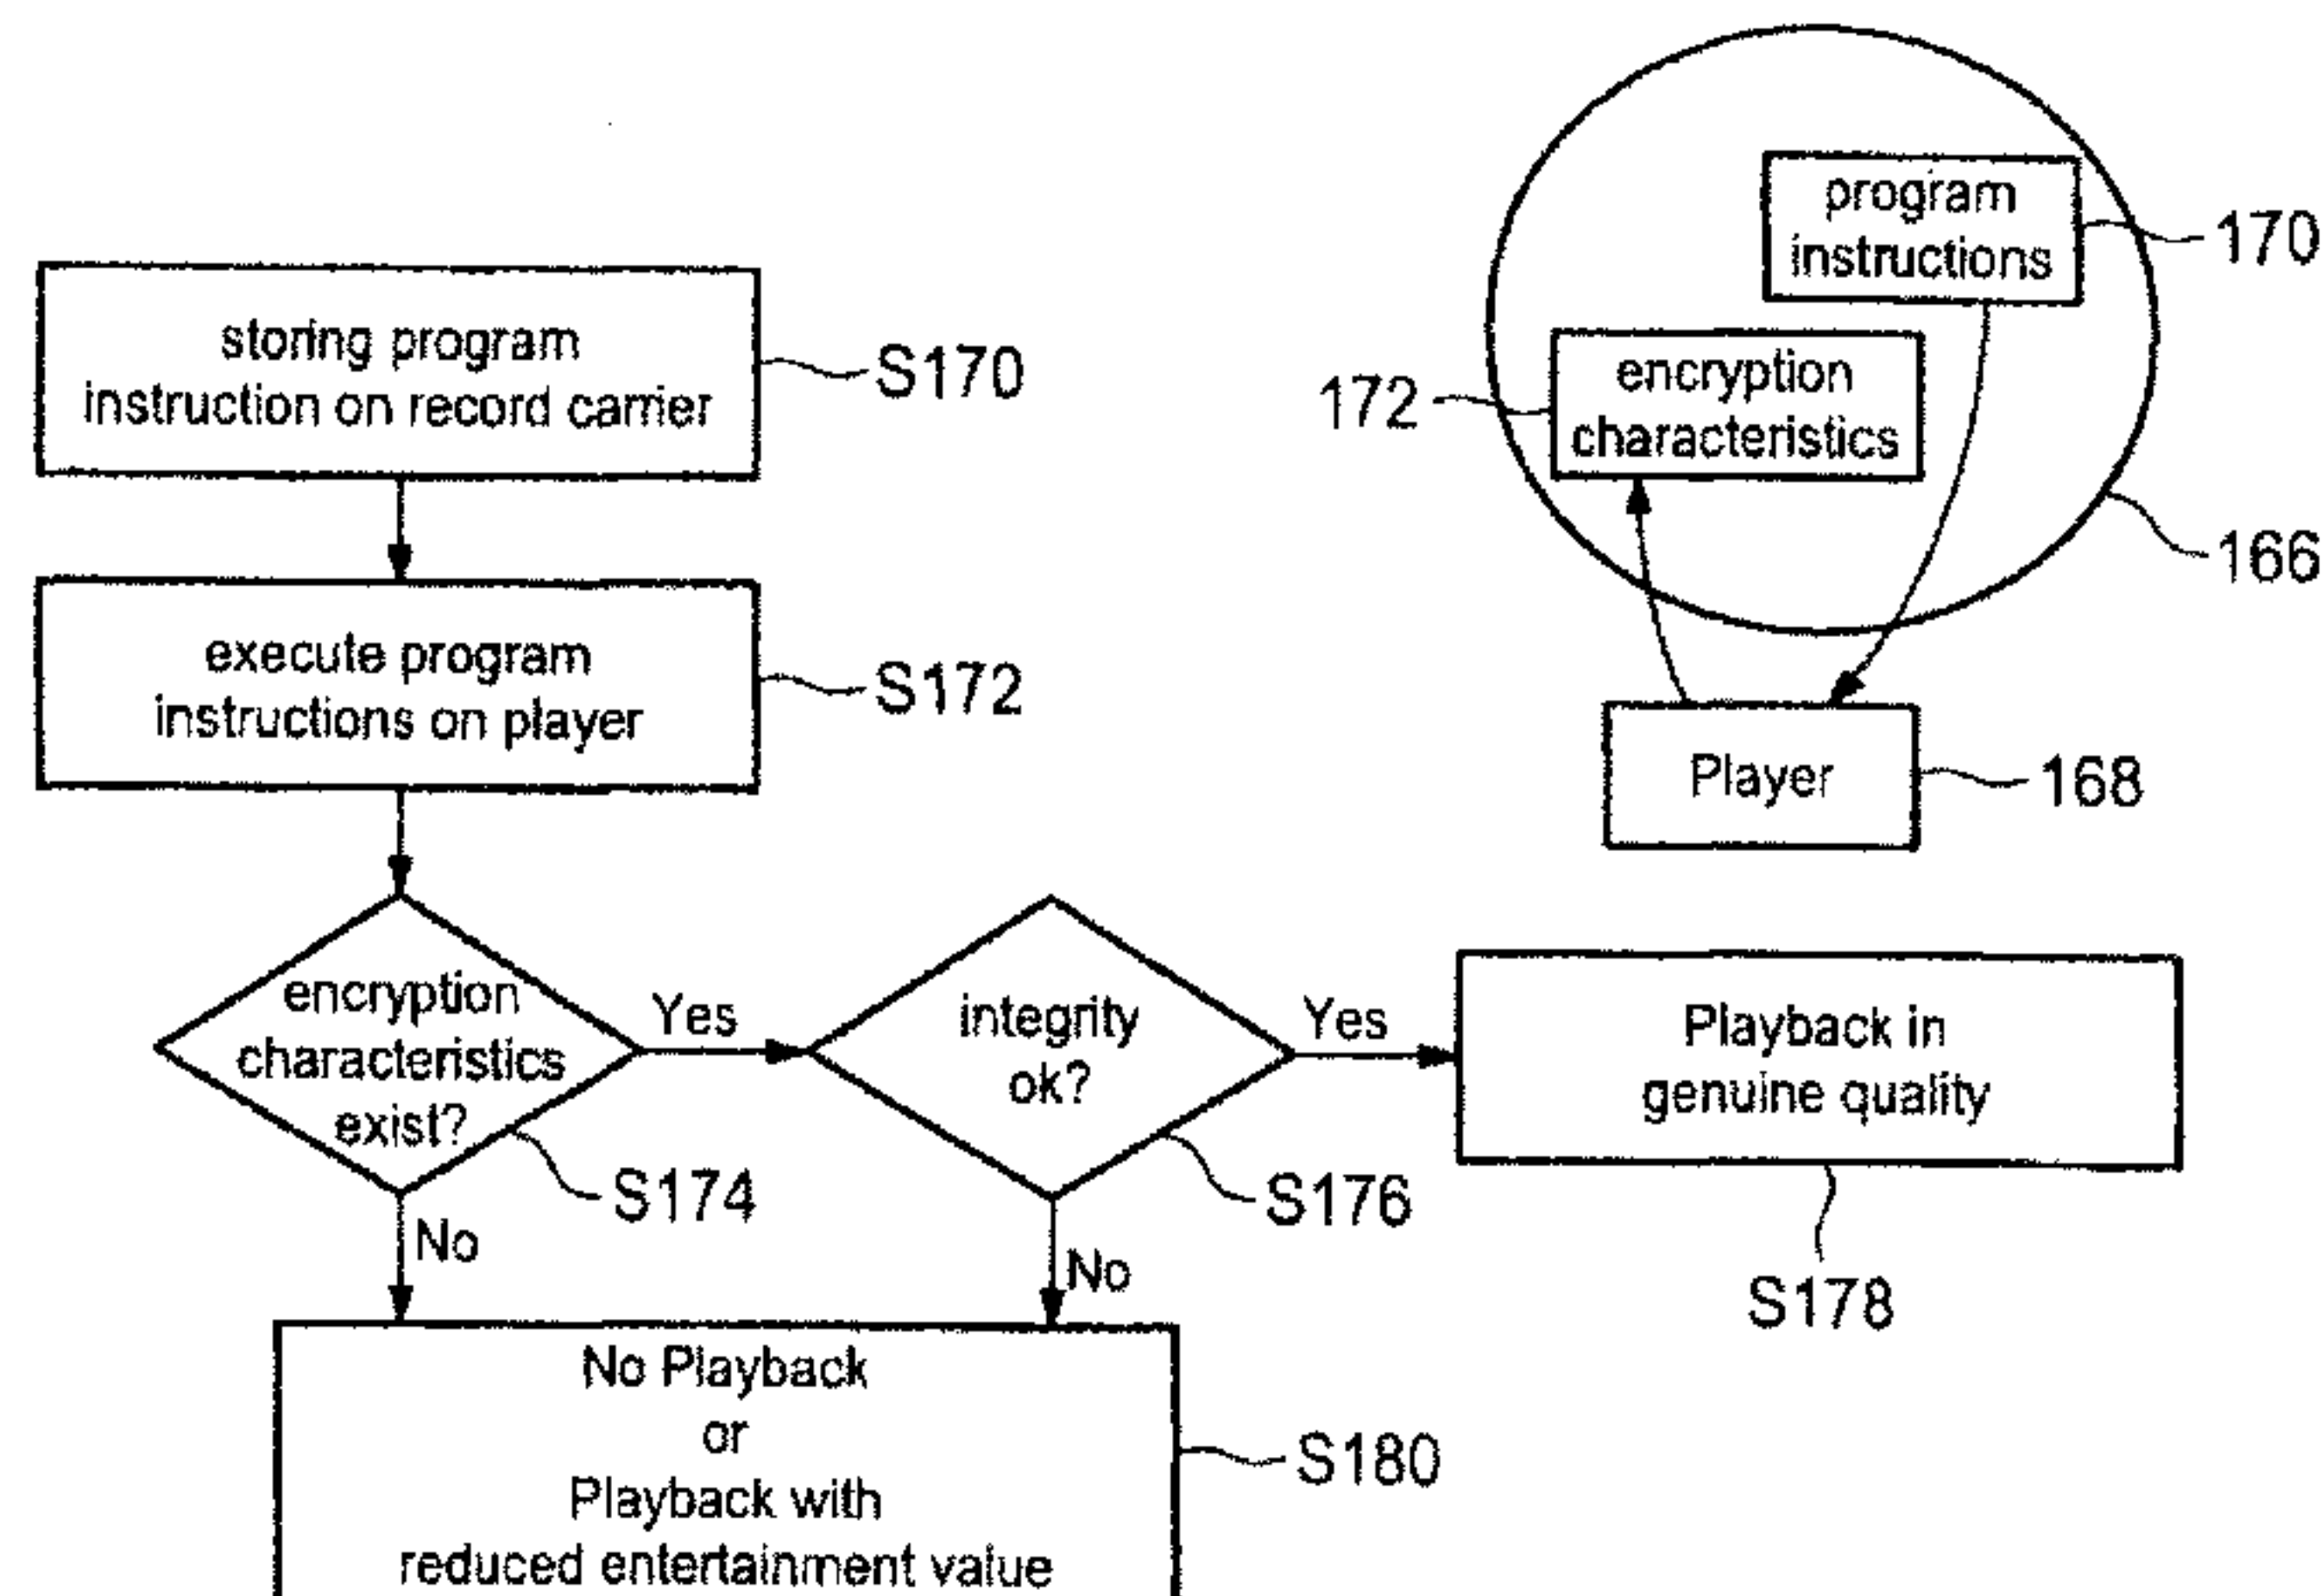 program
instructions
170
encryption
characteristics
172
166
Player
168
storing program
instruction on record carrier
S170
execute program
instructions on player
S172
encryption
characteristics
exist?
S174
Yes
No
integrity
ok?
S176
Yes
No
Playback in
genuine quality
S178
No Playback
or
Playback with
reduced entertainment value
S180